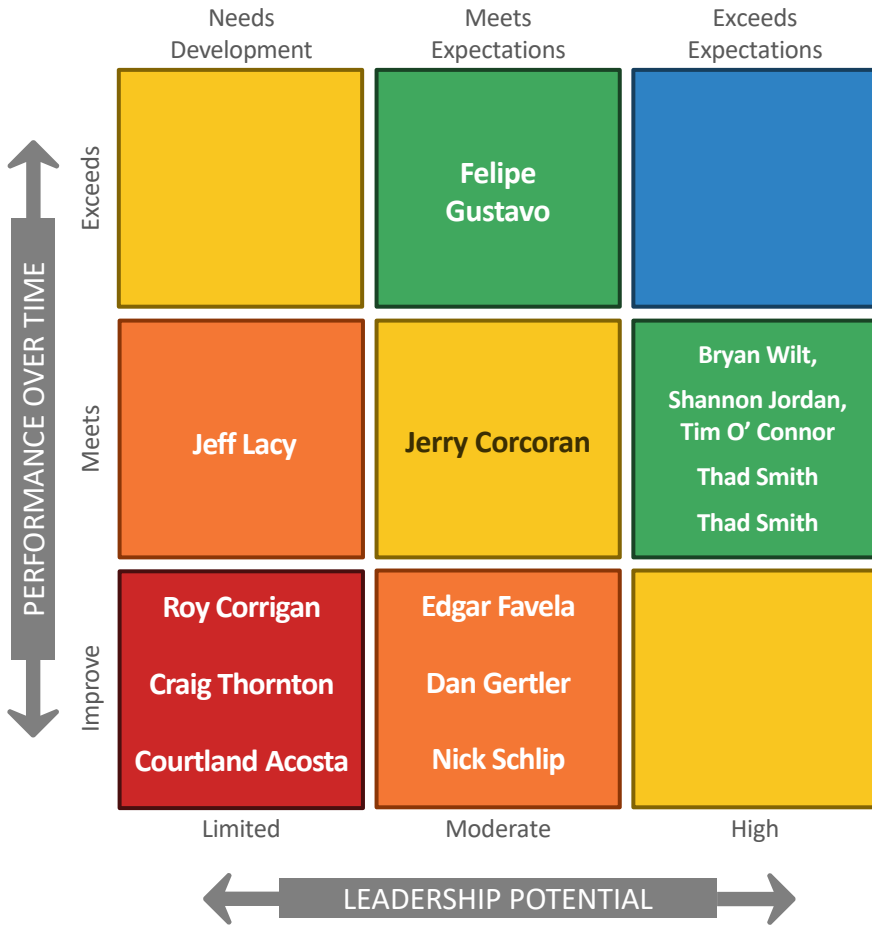 Needs
Development
Meets
Expectations
Exceeds
Expectations
PERFORMANCE OVER TIME
Exceeds
Felipe
Gustavo
Meets
Jeff Lacy
Jerry Corcoran
Bryan Wilt,
Shannon Jordan,
Tim O’ Connor
Thad Smith
Thad Smith
Improve
Roy Corrigan
Craig Thornton
Courtland Acosta
Edgar Favela
Dan Gertler
Nick Schlip
Limited
Moderate
High
LEADERSHIP POTENTIAL